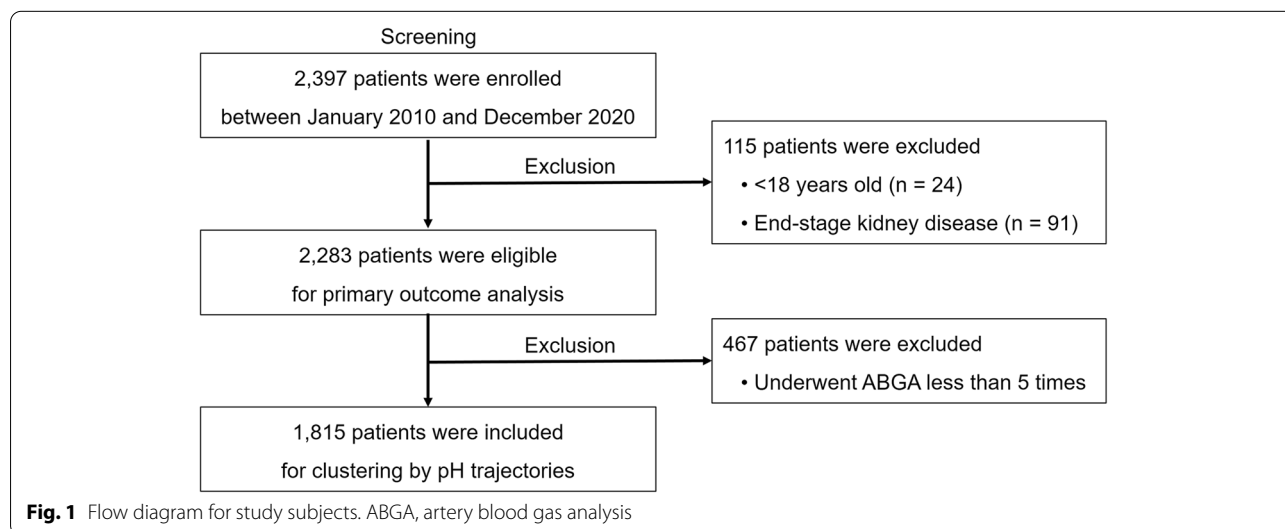 Screening
2,397 patients were enrolled
between January 2010 and December 2020
Exclusion
115 patients were excluded
• <18 years old (n = 24)
• End-stage kidney disease (n = 91)
2,283 patients were eligible
for primary outcome analysis
Exclusion
467 patients were excluded
• Underwent ABGA less than 5 times
1,815 patients were included
for clustering by pH trajectories
Fig. 1 Flow diagram for study subjects. ABGA, artery blood gas analysis